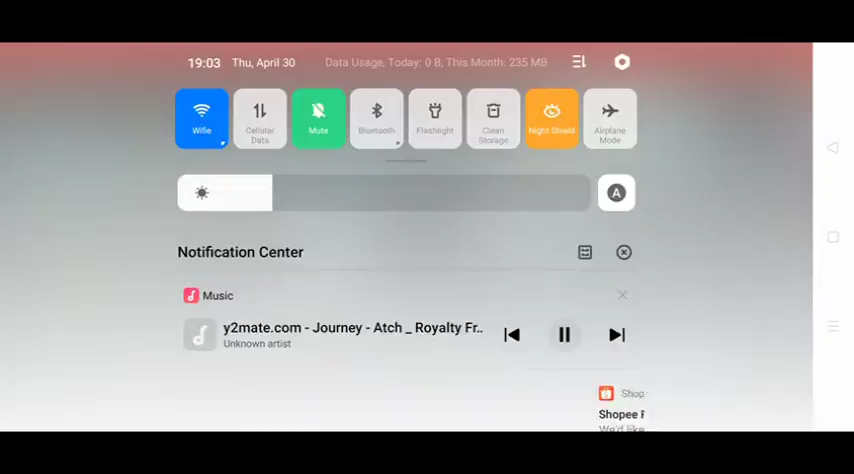 19:03 Thu, April 30 Data Usage, Today: 0 B, This Month: 235 MB
Wifie
Cellular
Data
Mute
Bluetooth
Flashlight
Clean
Storage
Night Shield
Airplane
Mode
A
Notification Center
Music
y2mate.com - Journey - Atch _ Royalty Fr..
Unknown artist
Shop
Shopee
We'd like